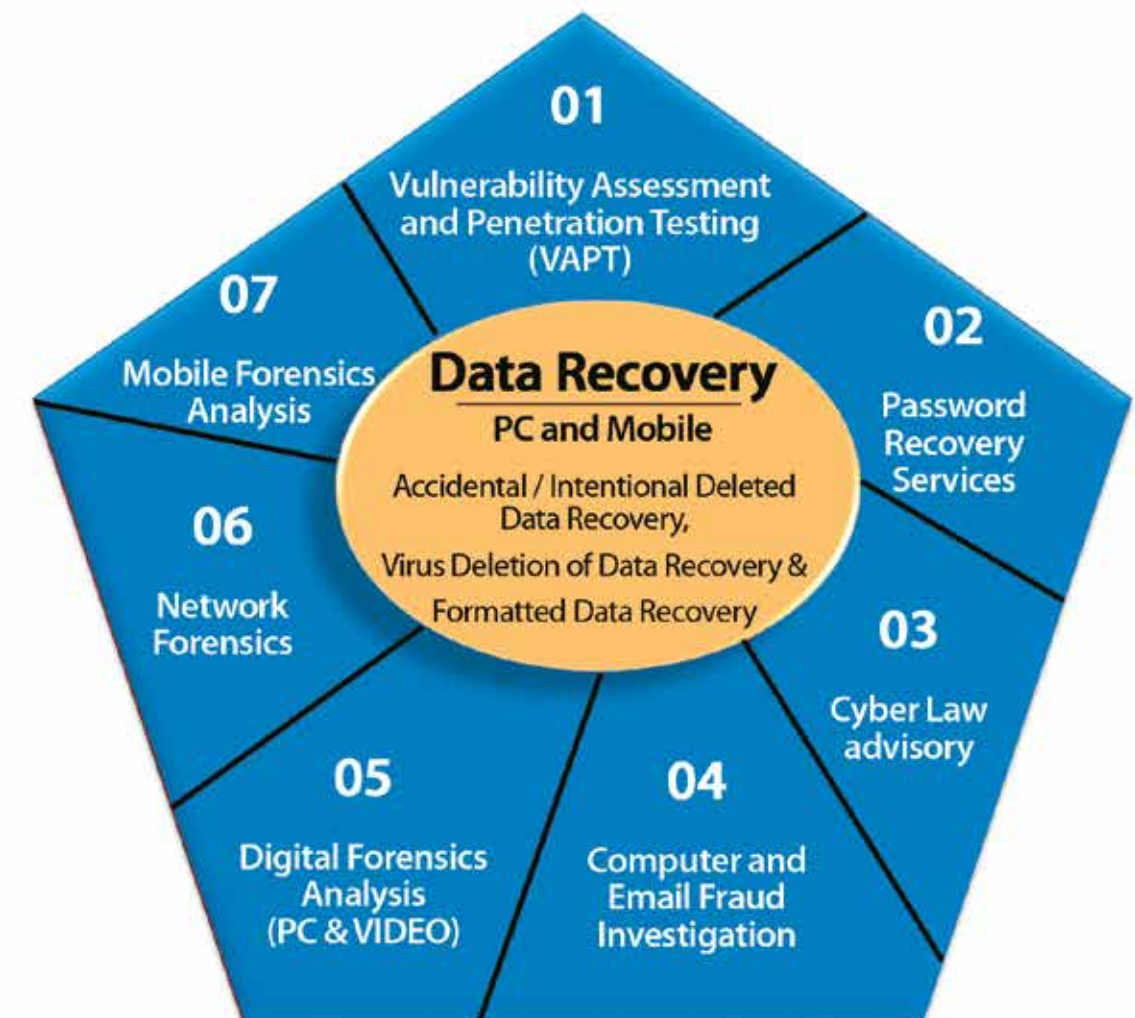 01
Vulnerability Assessment
and Penetration Testing
(VAPT)
02
Password
Recovery
Services
03
Cyber Law
advisory
04
Computer and
Email Fraud
Investigation
05
Digital Forensics
Analysis
(PC & VIDEO)
06
Network
Forensics
07
Mobile Forensics
Analysis
Data Recovery
PC and Mobile
Accidental / Intentional Deleted
Data Recovery,
Virus Deletion of Data Recovery &
Formatted Data Recovery